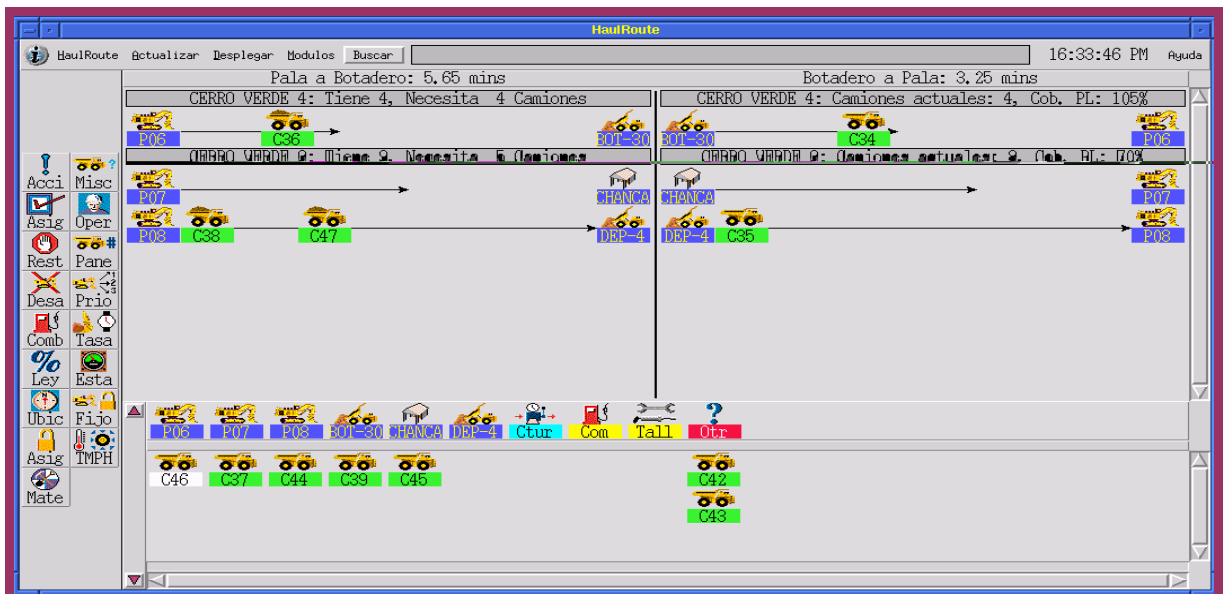 HaulRoute
HaulRoute Actualizar Desplegar Modulos Buscar 16:33:46 PM Ayuda
Pala a Botadero: 5.65 mins Botadero a Pala: 3.25 mins
CERRO VERDE 4: Tiene 4, Necesita 4 Camiones CERRO VERDE 4: Camiones actuales: 4, Cob. PL: 105%
P06 C36 BOT-30 BOT-30 C34 P06
P07 CHANCA CHANCA P07
P08 C38 C47 DEP-4 DEP-4 C35 P08
Acci Misc
Asig Oper
Rest Pane
Desa Prio
Comb Tasa
Ley Esta
Ubic Fijo
Asig TMPH
Mate
P06 P07 P08 BOT-30 CHANCA DEP-4 Ctur Com Tall Otr
C46 C37 C44 C39 C45 C42
C43